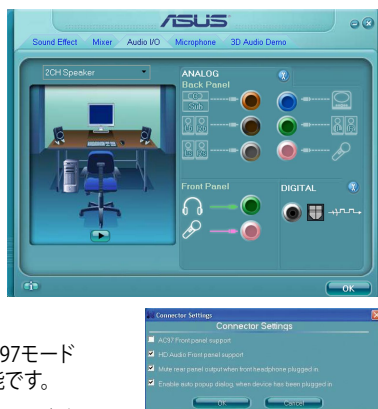 ASUS
Sound Effect Mixer Audio I/O Microphone 3D Audio Demo
2CH Speaker
ANALOG
Back Panel
Sub
Front Panel
DIGITAL
OK
Connector Settings
Connector Settings
97モード
AC97 Front panel support
能です。
HD Audio Front panel support
Mute rear panel output when front headphone plugged in.
Enable auto popup dialog, when device has been plugged in.
OK Cancel